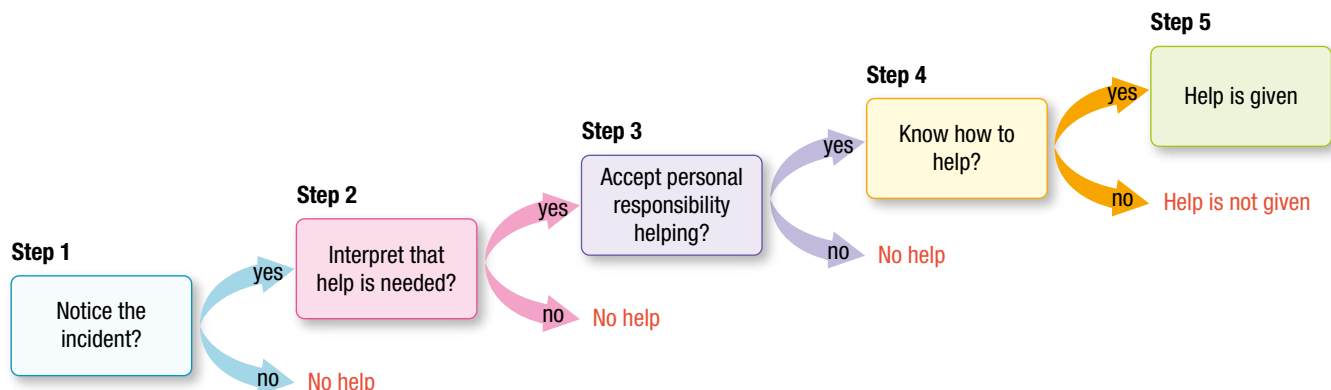 Step 1
Notice the
incident?
yes
no
No help
Step 2
Interpret that
help is needed?
yes
no
No help
Step 3
Accept personal
responsibility
helping?
yes
no
No help
Step 4
Know how to
help?
yes
no
Help is not given
Step 5
Help is given